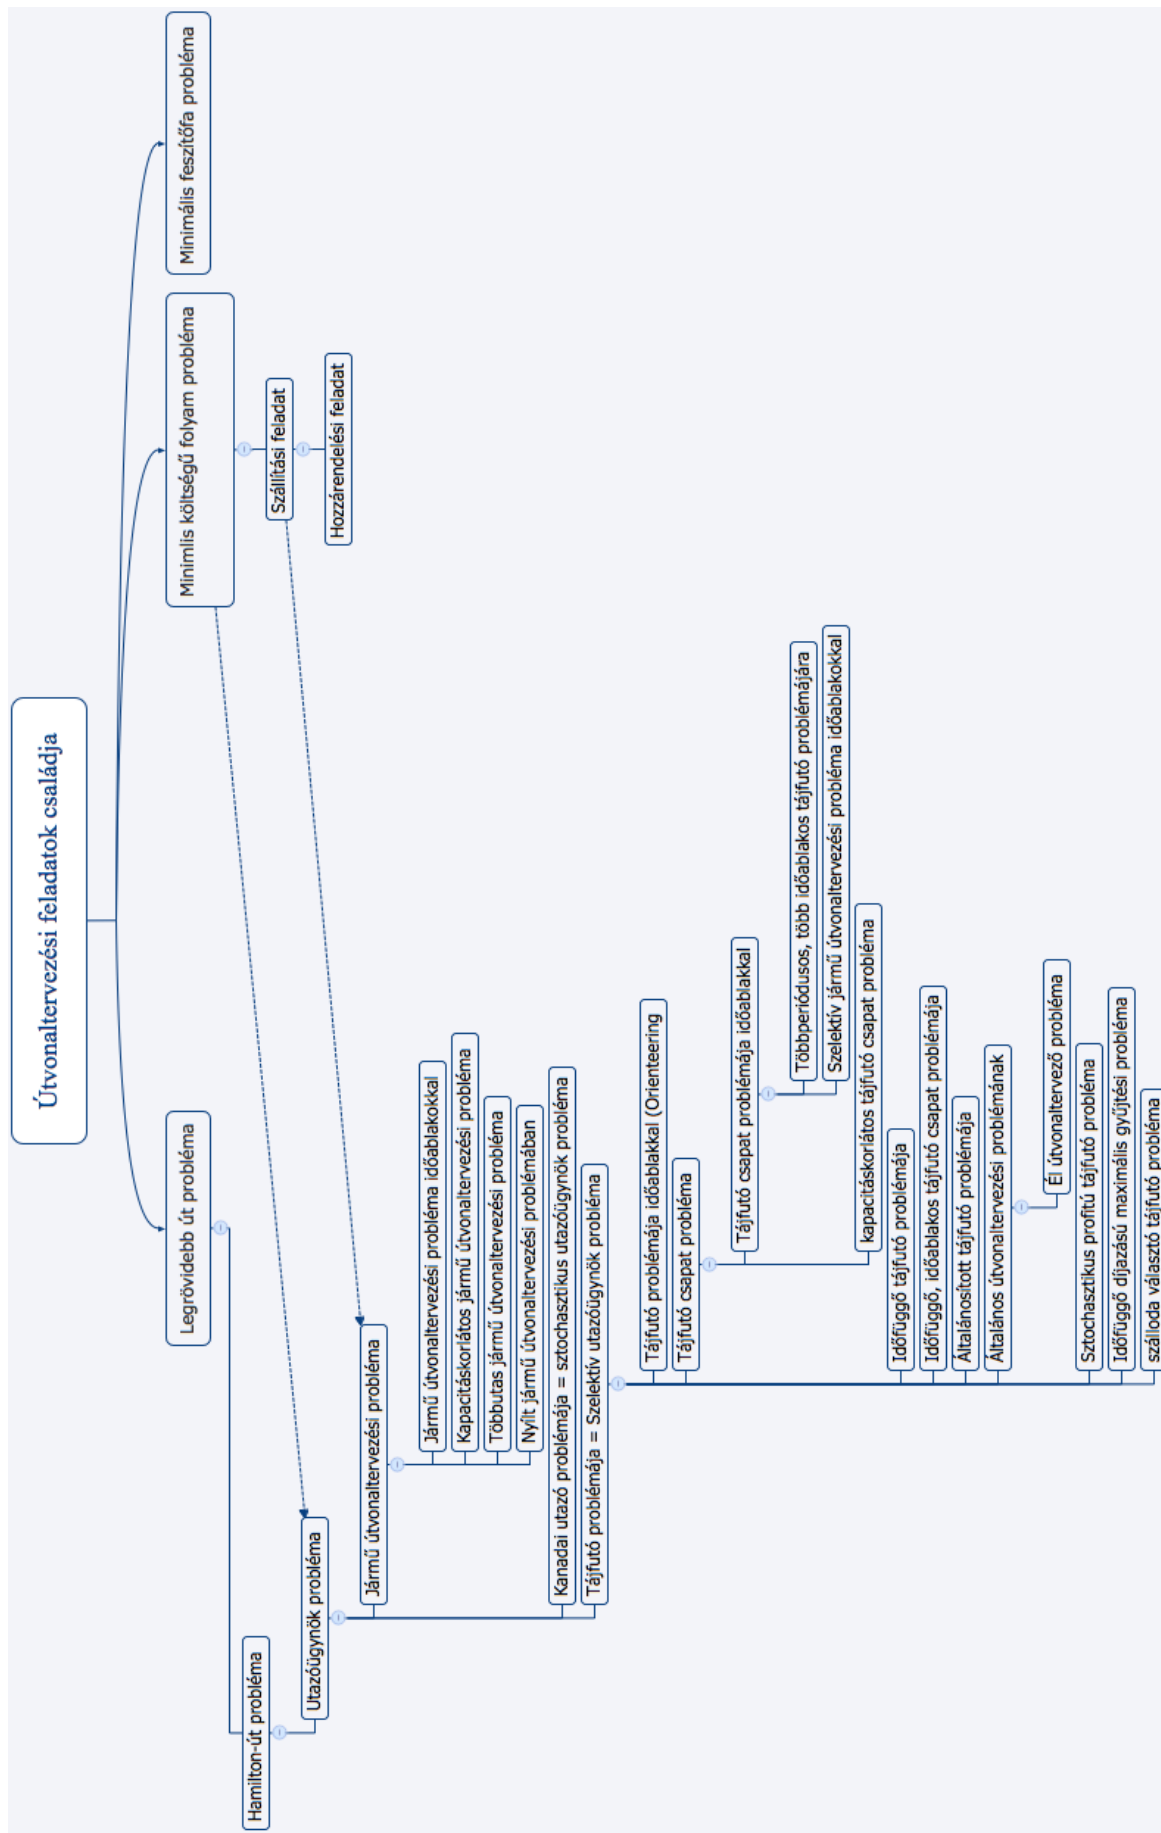 Útvonaltervezési feladatok családja
Legrövidebb út probléma
Minimlis költségű folyam probléma
Minimális feszítőfa probléma
Hamilton-út probléma
Szállítási feladat
Utazóügynök probléma
Hozzárendelési feladat
Jármű útvonaltervezési probléma
Jármű útvonaltervezési probléma időablakokkal
Kapacitáskorlátos jármű útvonaltervezési probléma
Többutas jármű útvonaltervezési probléma
Nyílt jármű útvonaltervezési problémában
Kanadai utazó problémája = sztochasztikus utazóügynök probléma
Tájfutó problémája = Szelektív utazóügynök probléma
Tájfutó problémája időablakkal (Orienteering
Tájfutó csapat probléma
Tájfutó csapat problémája időablakkal
Többperiódusos, több időablakos tájfutó problémájára
Szelektív jármű útvonaltervezési probléma időablakokkal
kapacitáskorlátos tájfutó csapat probléma
Időfüggő tájfutó problémája
Időfüggő, időablakos tájfutó csapat problémája
Általánosított tájfutó problémája
Általános útvonaltervezési problémának
Él útvonaltervező probléma
Sztochasztikus profitú tájfutó probléma
Időfüggő díjazású maximális gyűjtési probléma
szálloda választó tájfutó probléma